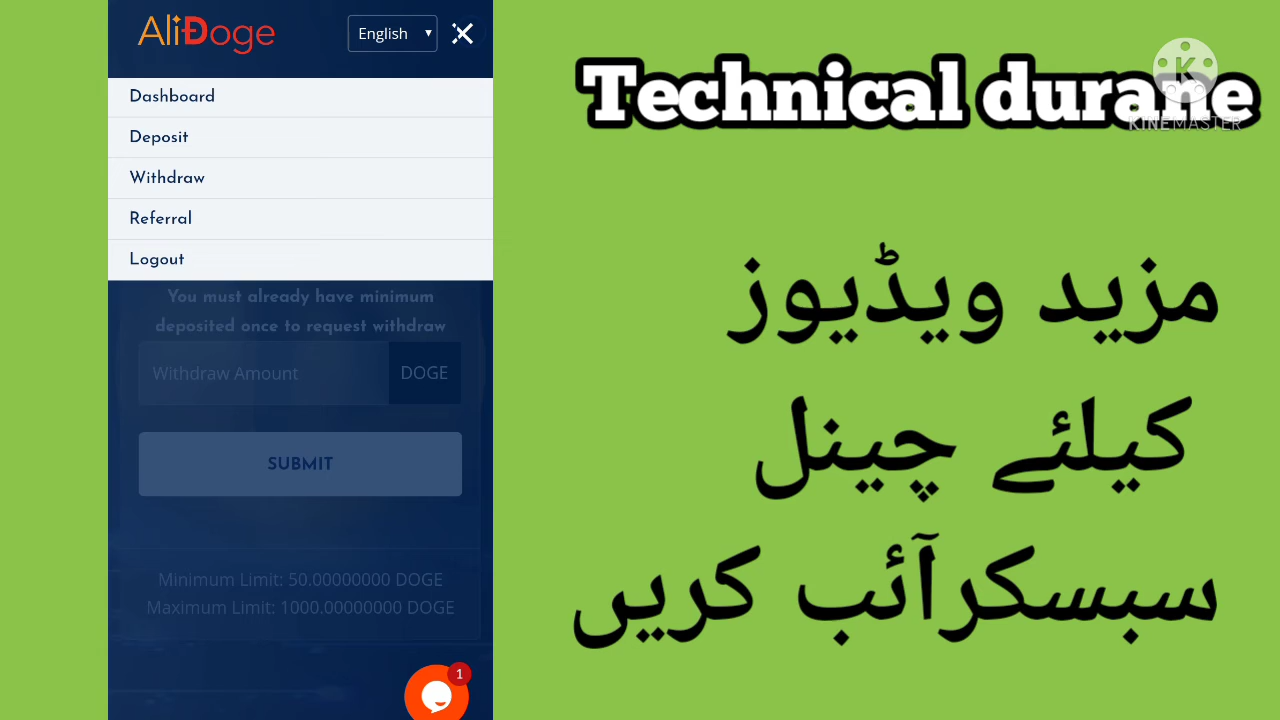 AliDoge
English
Dashboard
Deposit
Withdraw
Referral
Logout
You must already have minimum
deposited once to request withdraw
Withdraw Amount
DOGE
SUBMIT
Minimum Limit: 50.00000000 DOGE
Maximum Limit: 1000.00000000 DOGE
1
Technical durane
K
KINEMASTER
مزید ویڈیوز
کیلئے چینل
سبسکرآئب کریں